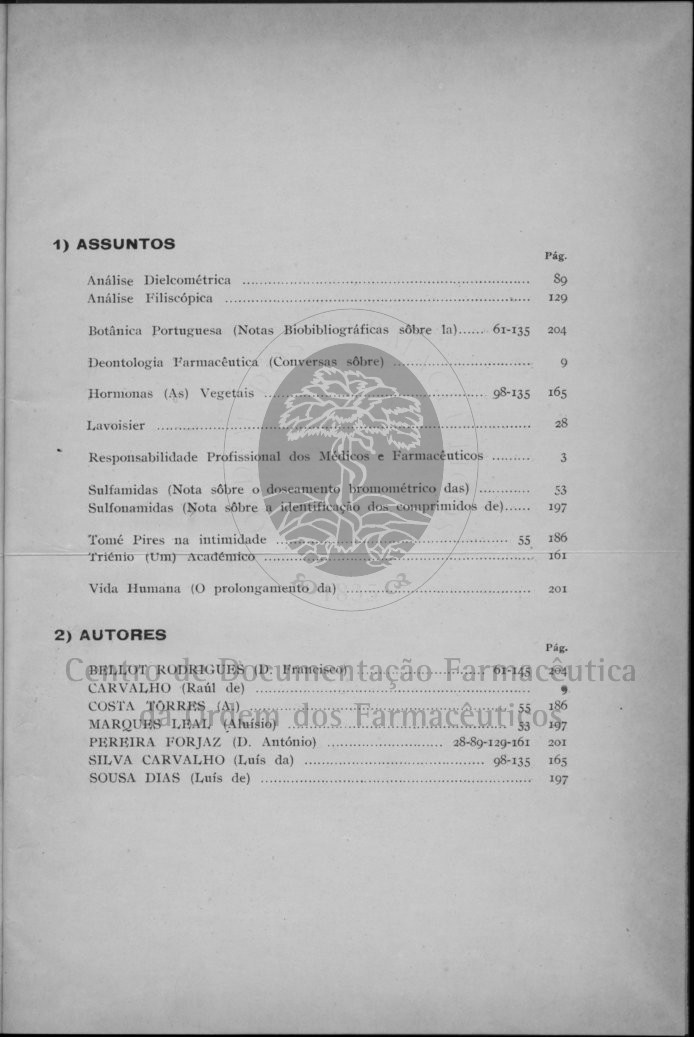 1) ASSUNTOS
Pág.
Análise Dielcométrica ........ 89
Análise Filiscópica ........ 129
Botânica Portuguesa (Notas Biobibliográficas sôbre la)...... 61-135 204
Deontologia Farmacêutica (Conversas sôbre) ........ 9
Hormonas (As) Vegetais ........ 98-135 165
Lavoisier ........ 28
Responsabilidade Profissional dos Médicos e Farmacêuticos ......... 3
Sulfamidas (Nota sôbre o doseamento bromométrico das) ............ 53
Sulfonamidas (Nota sôbre a identificação dos comprimidos de)...... 197
Tomé Pires na intimidade ........ 55 186
Triénio (Um) Académico ........ 161
Vida Humana (O prolongamento da) ........ 201
2) AUTORES
Pág.
BELLOT RODRIGUES (D. Francisco) ........ 61-145 204
Centro de Documentação Farmacêutica
CARVALHO (Raúl de) ........ 9
COSTA TÔRRES (A.) ........ 55 186
da Ordem dos Farmacêuticos
MARQUES LEAL (Aluísio) ........ 53 197
PEREIRA FORJAZ (D. António) ........ 28-89-129-161 201
SILVA CARVALHO (Luís da) ........ 98-135 165
SOUSA DIAS (Luís de) ........ 197